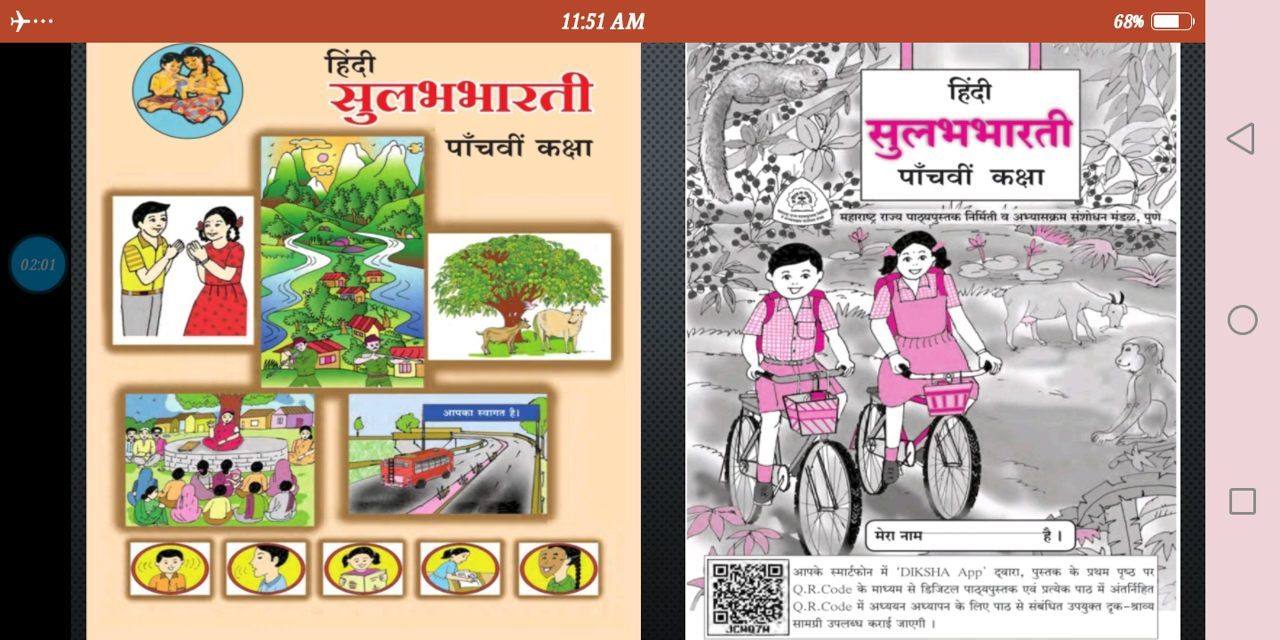 11:51 AM
68%
02:01
हिंदी
सुलभभारती
पाँचवीं कक्षा
आपका स्वागत है।
हिंदी
सुलभभारती
पाँचवीं कक्षा
महाराष्ट्र राज्य पाठ्यपुस्तक निर्मिती व अभ्यासक्रम संशोधन मंडळ, पुणे
मेरा नाम है ।
आपके स्मार्टफोन में 'DIKSHA App' द्वारा, पुस्तक के प्रथम पृष्ठ पर
Q.R.Code के माध्यम से डिजिटल पाठ्यपुस्तक एवं प्रत्येक पाठ में अंतर्निहित
Q.R.Code में अध्ययन अध्यापन के लिए पाठ से संबंधित उपयुक्त दृक-श्राव्य
सामग्री उपलब्ध कराई जाएगी ।
JCHQ7H